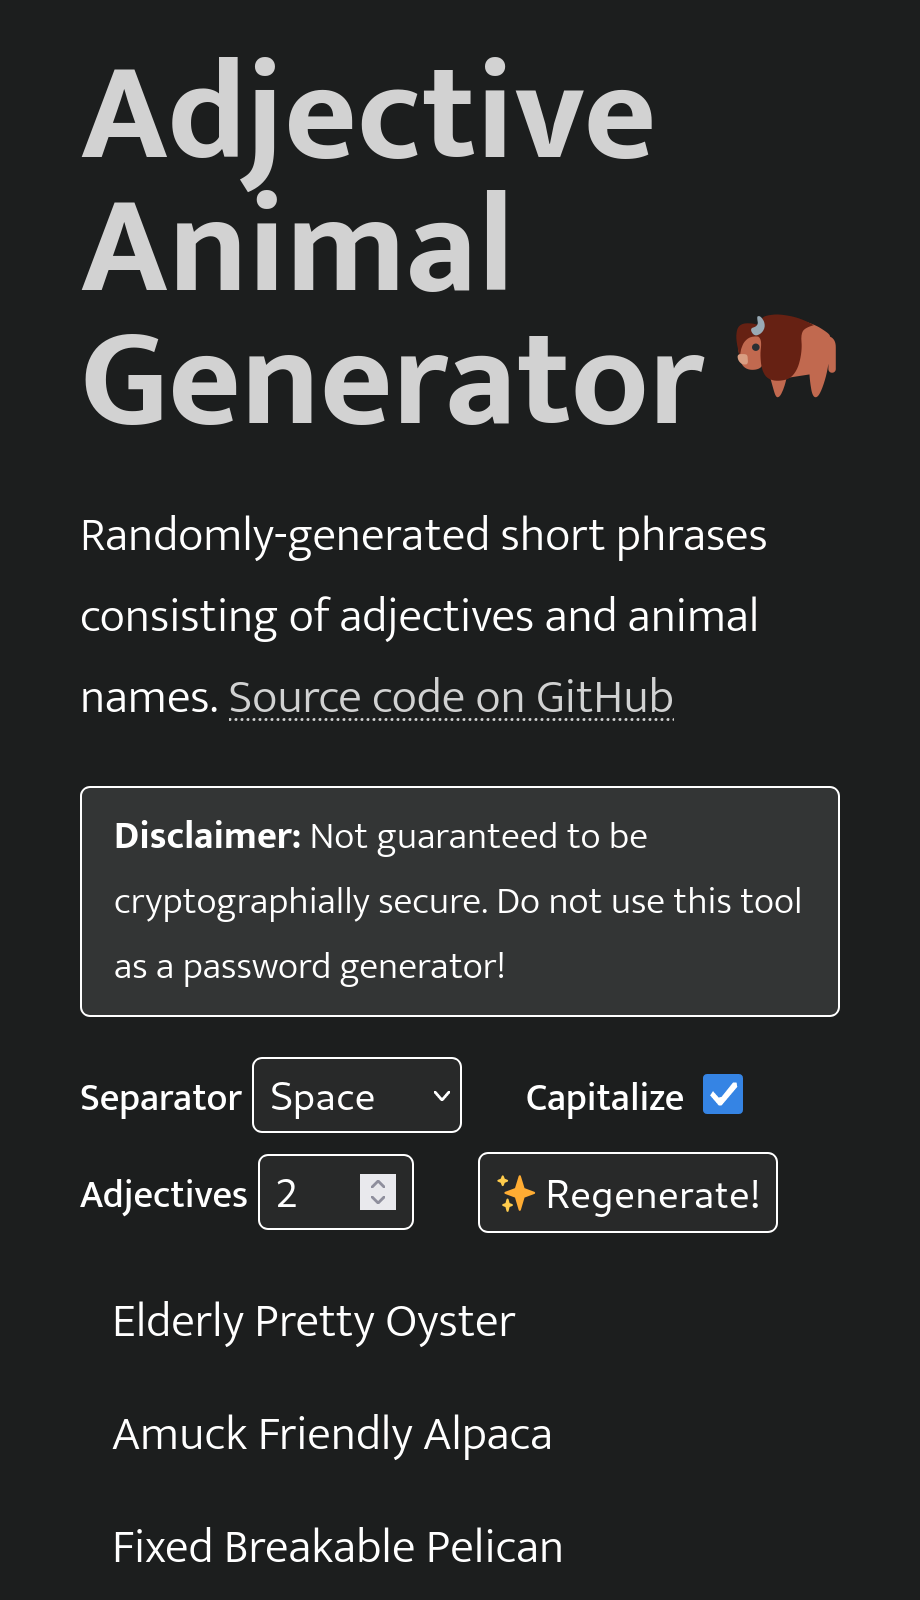 Adjective
Animal
Generator
Randomly-generated short phrases
consisting of adjectives and animal
names. Source code on GitHub
Disclaimer: Not guaranteed to be
cryptographially secure. Do not use this tool
as a password generator!
Separator Space Capitalize
Adjectives 2 ✨ Regenerate!
Elderly Pretty Oyster
Amuck Friendly Alpaca
Fixed Breakable Pelican